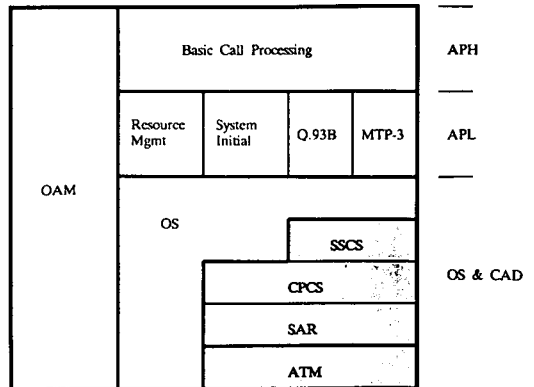 Basic Call Processing
APH
Resource Mgmt
System Initial
Q.93B
MTP-3
APL
OAM
OS
SSCS
CPCS
OS & CAD
SAR
ATM